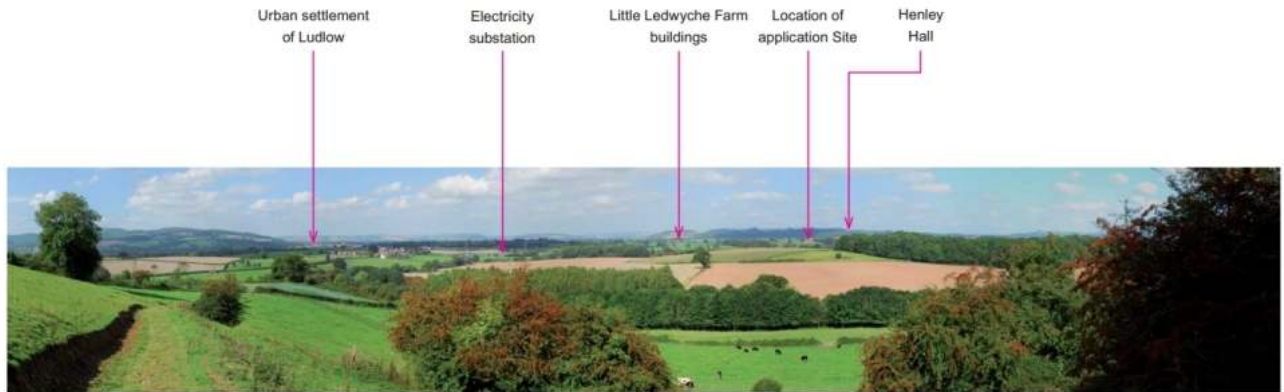 Urban settlement
of Ludlow
Electricity
substation
Little Ledwyche Farm
buildings
Location of
application Site
Henley
Hall